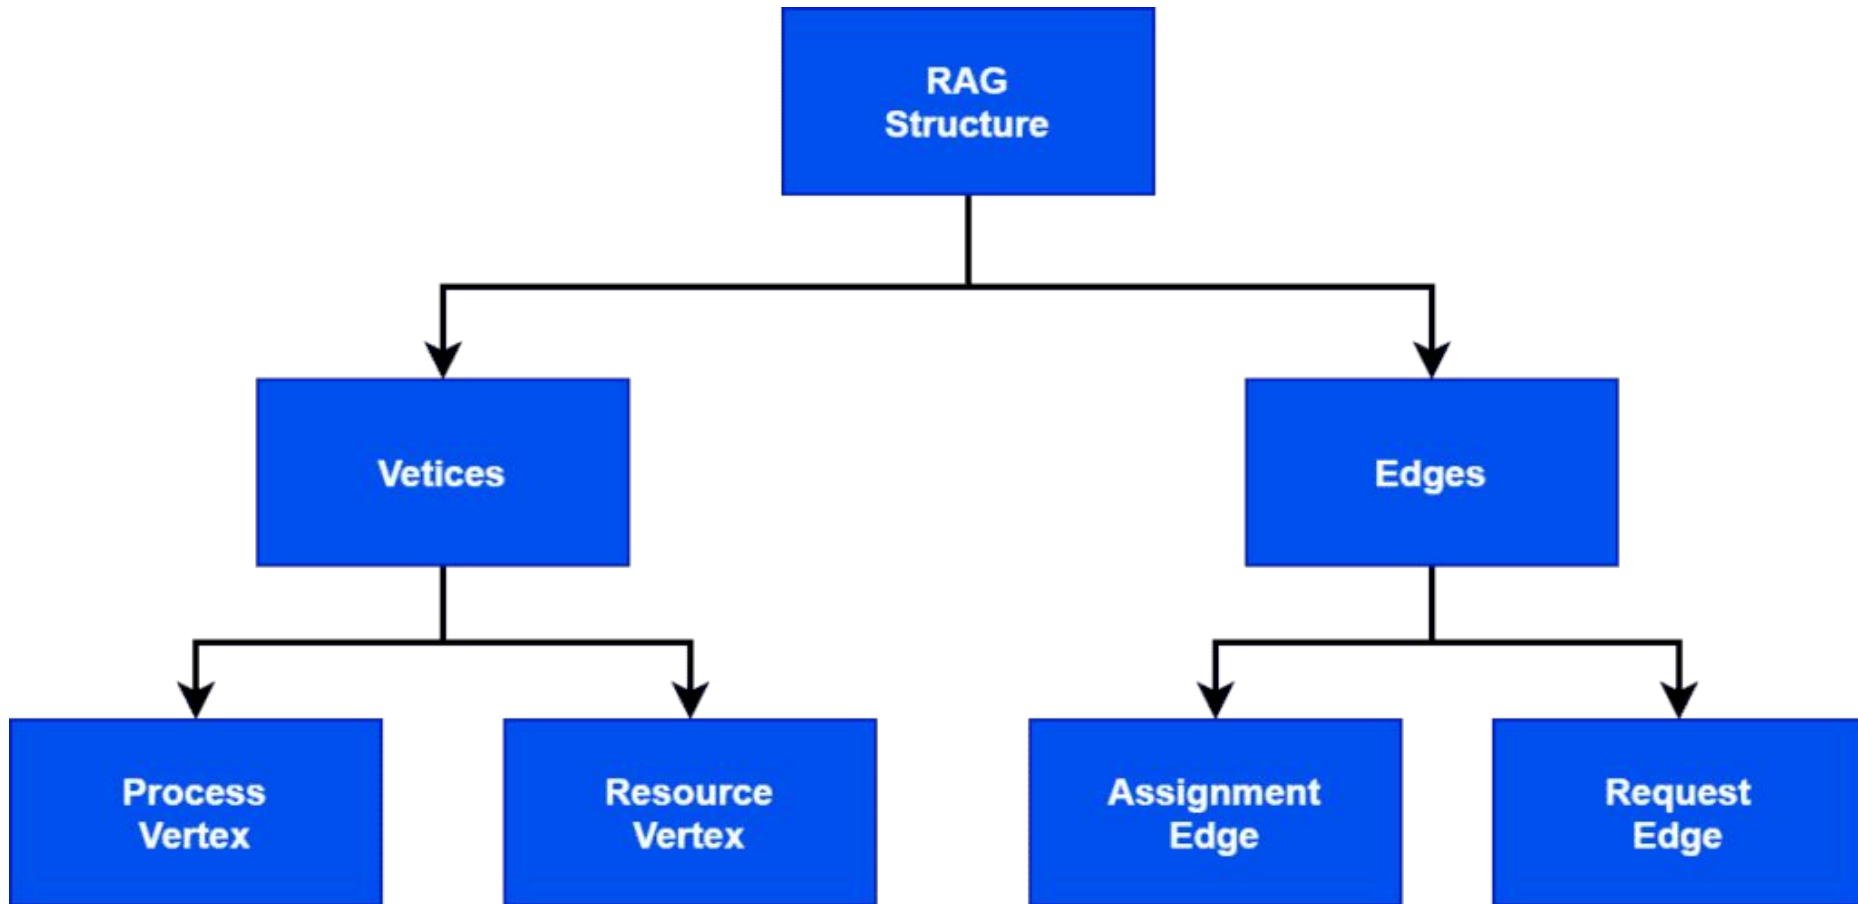 RAG
Structure
Vetices
Edges
Process
Vertex
Resource
Vertex
Assignment
Edge
Request
Edge